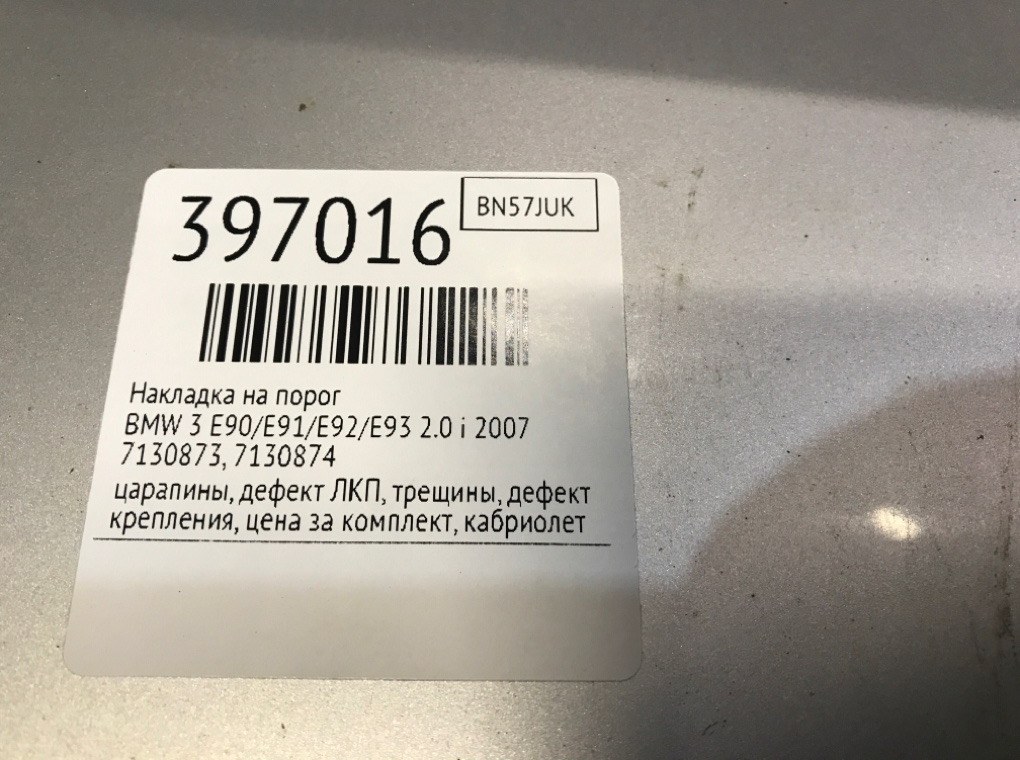 397016
BN57JUK
Накладка на порог
BMW 3 E90/E91/E92/E93 2.0 i 2007
7130873, 7130874
царапины, дефект ЛКП, трещины, дефект
крепления, цена за комплект, кабриолет